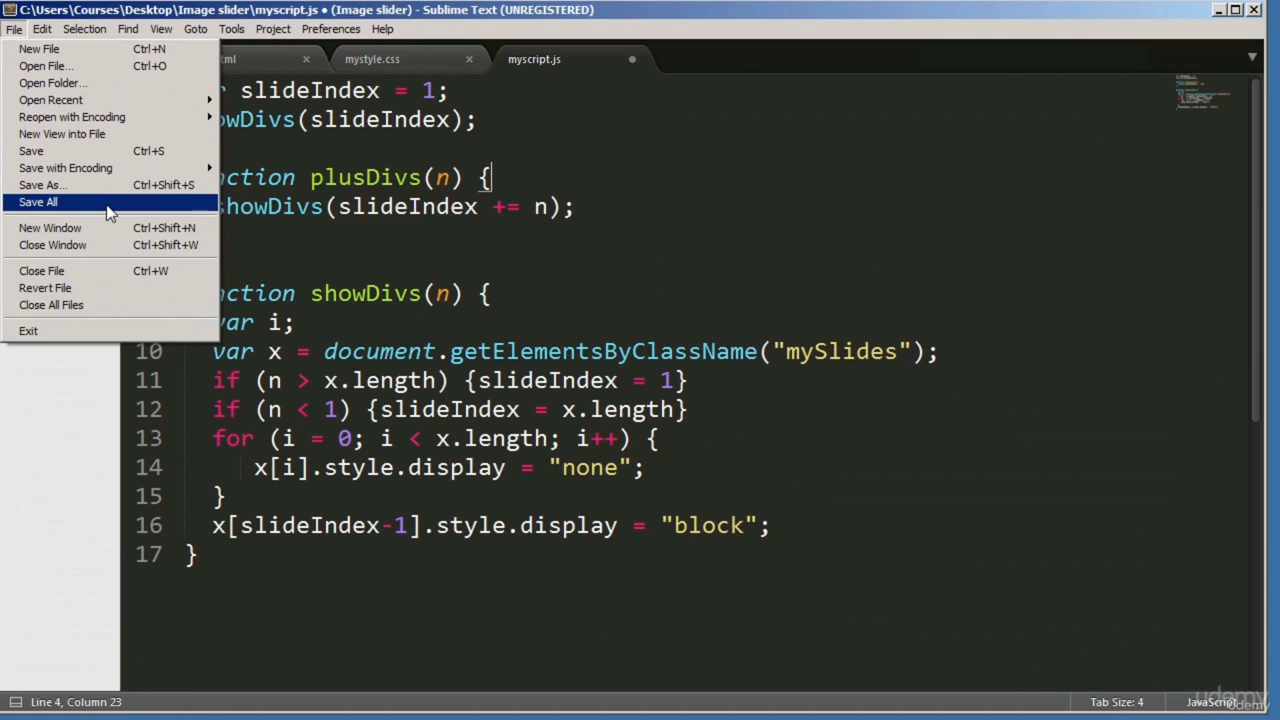 C:\Users\Courses\Desktop\Image slider\myscript.js • (Image slider) - Sublime Text (UNREGISTERED)
File Edit Selection Find View Goto Tools Project Preferences Help
New File Ctrl+N
Open File... Ctrl+O
Open Folder...
Open Recent
Reopen with Encoding
New View into File
Save Ctrl+S
Save with Encoding
Save As... Ctrl+Shift+S
Save All
New Window Ctrl+Shift+N
Close Window Ctrl+Shift+W
Close File Ctrl+W
Revert File
Close All Files
Exit
ml × mystyle.css × myscript.js
r slideIndex = 1;
owDivs(slideIndex);
nction plusDivs(n) {
showDivs(slideIndex += n);
nction showDivs(n) {
var i;
10 var x = document.getElementsByClassName("mySlides");
11 if (n > x.length) {slideIndex = 1}
12 if (n < 1) {slideIndex = x.length}
13 for (i = 0; i < x.length; i++) {
14 x[i].style.display = "none";
15 }
16 x[slideIndex-1].style.display = "block";
17 }
Line 4, Column 23 Tab Size: 4 JavaScript
udemy